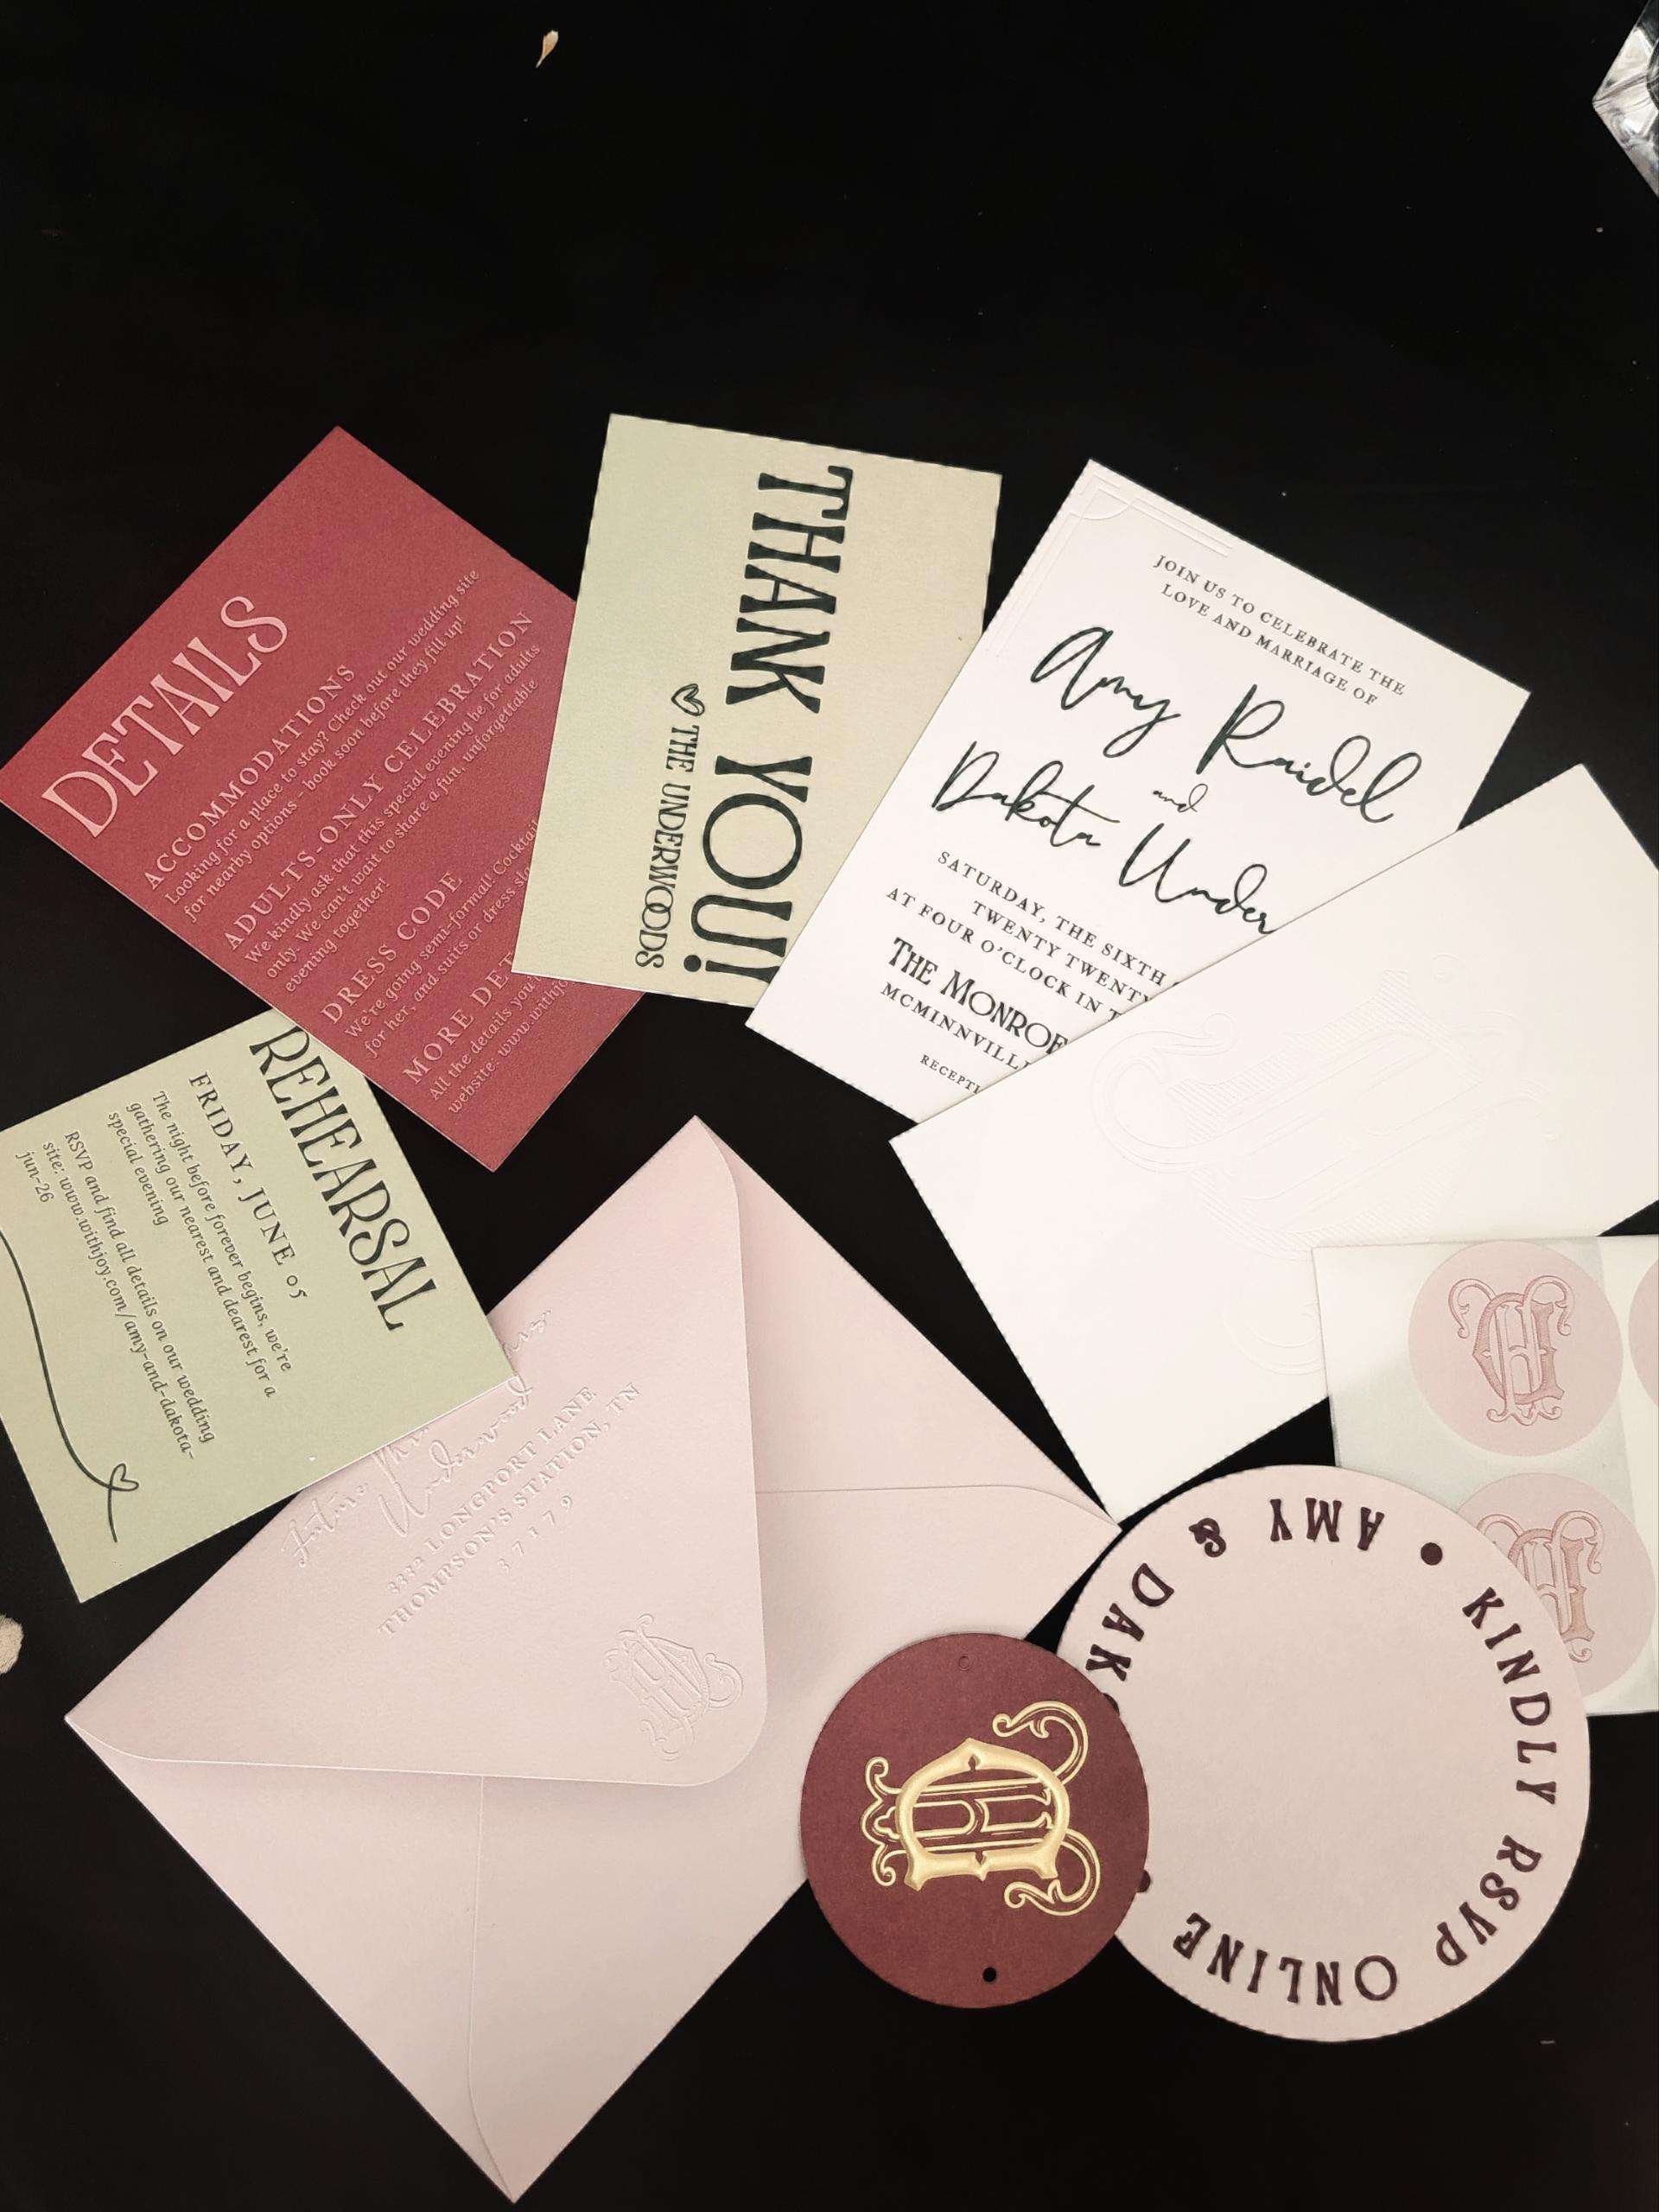 DETAILS
ACCOMMODATIONS
Looking for a place to stay? Check out our wedding site
for nearby options - book soon before they fill up!
ADULTS-ONLY CELEBRATION
We kindly ask that this special evening be for adults
only. We can't wait to share a fun, unforgettable
evening together!
DRESS CODE
We're going semi-formal! Cocktail
for her, and suits or dress
MORE
All the details
website:
THANK YOU!
THE UNDERWOODS
JOIN US TO CELEBRATE THE
LOVE AND MARRIAGE OF
Amy Raidel
and
Dakota Under
SATURDAY, THE SIXTH
TWENTY TWENTY
AT FOUR O'CLOCK IN
THE MONROE
MCMINNVILL
RECEPTI
REHEARSAL
FRIDAY, JUNE 05
The night before forever begins, we're
gathering our nearest and dearest for a
special evening
RSVP and find all details on our wedding
site: www.withjoy.com/amy-and-dakota-
jun-26
Future
Underwood
3332 LONGPORT LANE
THOMPSON'S STATION, TN
37179
AMY & DAK
KINDLY RSVP ONLINE